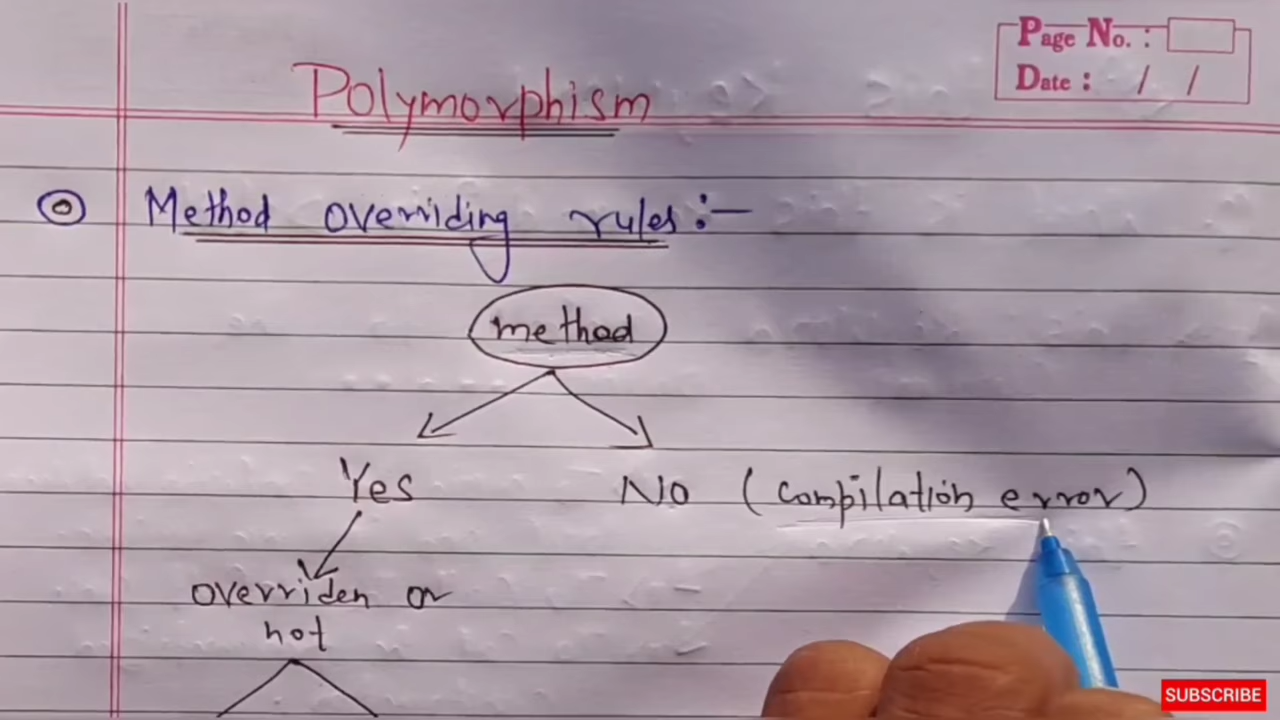 Page No. :
Date : / /
Polymorphism
Method overriding rules :-
method
Yes
No (compilation error)
overriden or
not
SUBSCRIBE